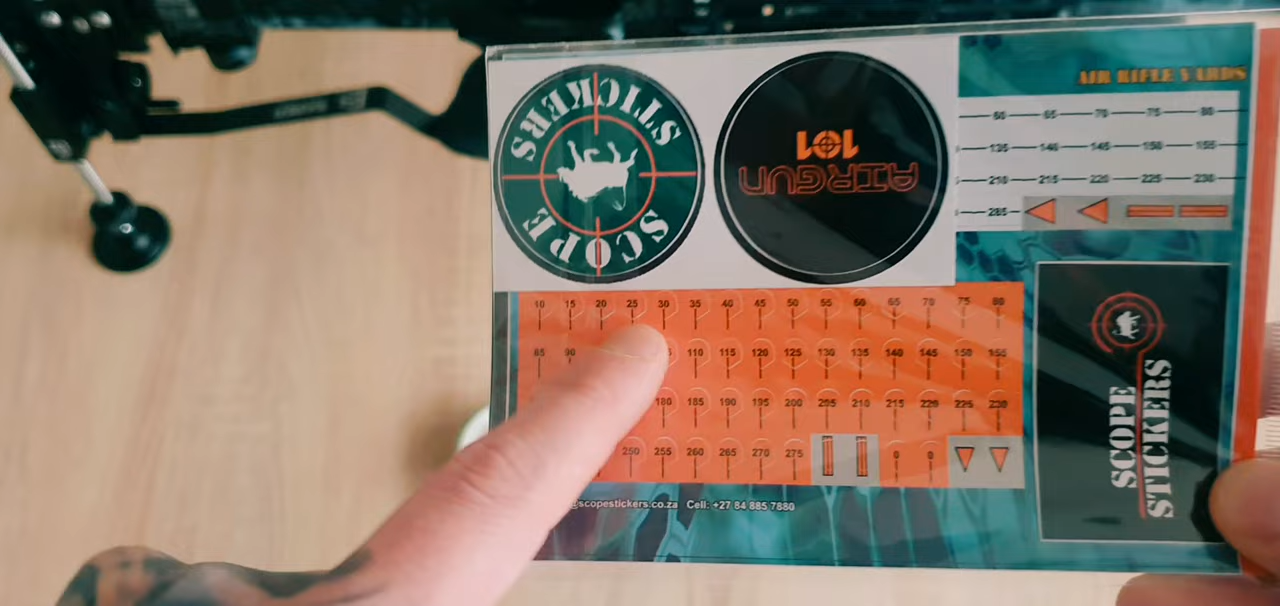 SCOPE STICKERS
AIRGUN
101
AIR RIFLE YARDS
60 65 70 75 80
135 140 145 150 155
210 215 220 225 230
285
10 15 20 25 30 35 40 45 50 55 60 65 70 75 80
85 90 110 115 120 125 130 135 140 145 150 155
180 185 190 195 200 205 210 215 220 225 230
250 255 260 265 270 275 0 0
@scopestickers.co.za Cell: +27 84 885 7880
SCOPE
STICKERS